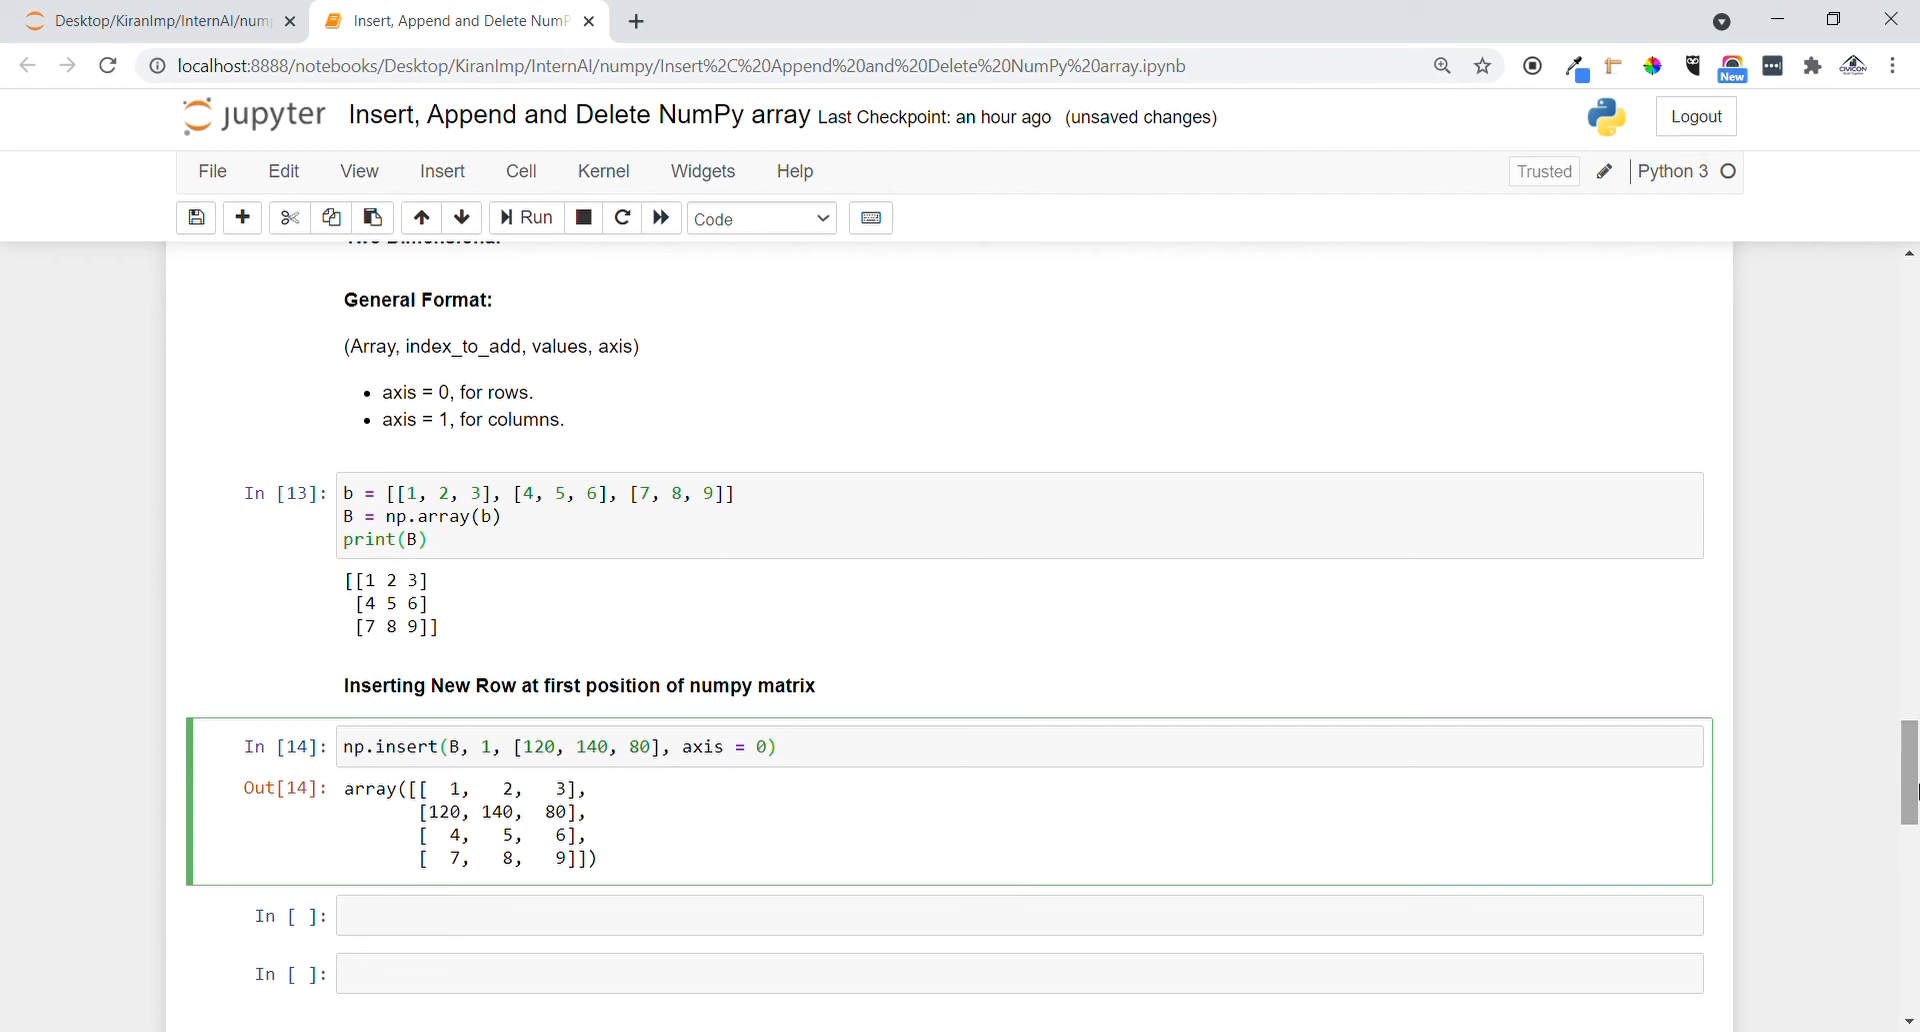 Desktop/KiranImp/InternAI/num
Insert, Append and Delete NumP
localhost:8888/notebooks/Desktop/KiranImp/InternAI/numpy/Insert%2C%20Append%20and%20Delete%20NumPy%20array.ipynb
New
CIVICON
jupyter Insert, Append and Delete NumPy array Last Checkpoint: an hour ago (unsaved changes)
Logout
File Edit View Insert Cell Kernel Widgets Help
Trusted
Python 3
Run
Code
Two Dimensional
General Format:
(Array, index_to_add, values, axis)
• axis = 0, for rows.
• axis = 1, for columns.
In [13]: b = [[1, 2, 3], [4, 5, 6], [7, 8, 9]]
B = np.array(b)
print(B)
[[1 2 3]
[4 5 6]
[7 8 9]]
Inserting New Row at first position of numpy matrix
In [14]: np.insert(B, 1, [120, 140, 80], axis = 0)
Out[14]: array([[ 1, 2, 3],
[120, 140, 80],
[ 4, 5, 6],
[ 7, 8, 9]])
In [ ]:
In [ ]: